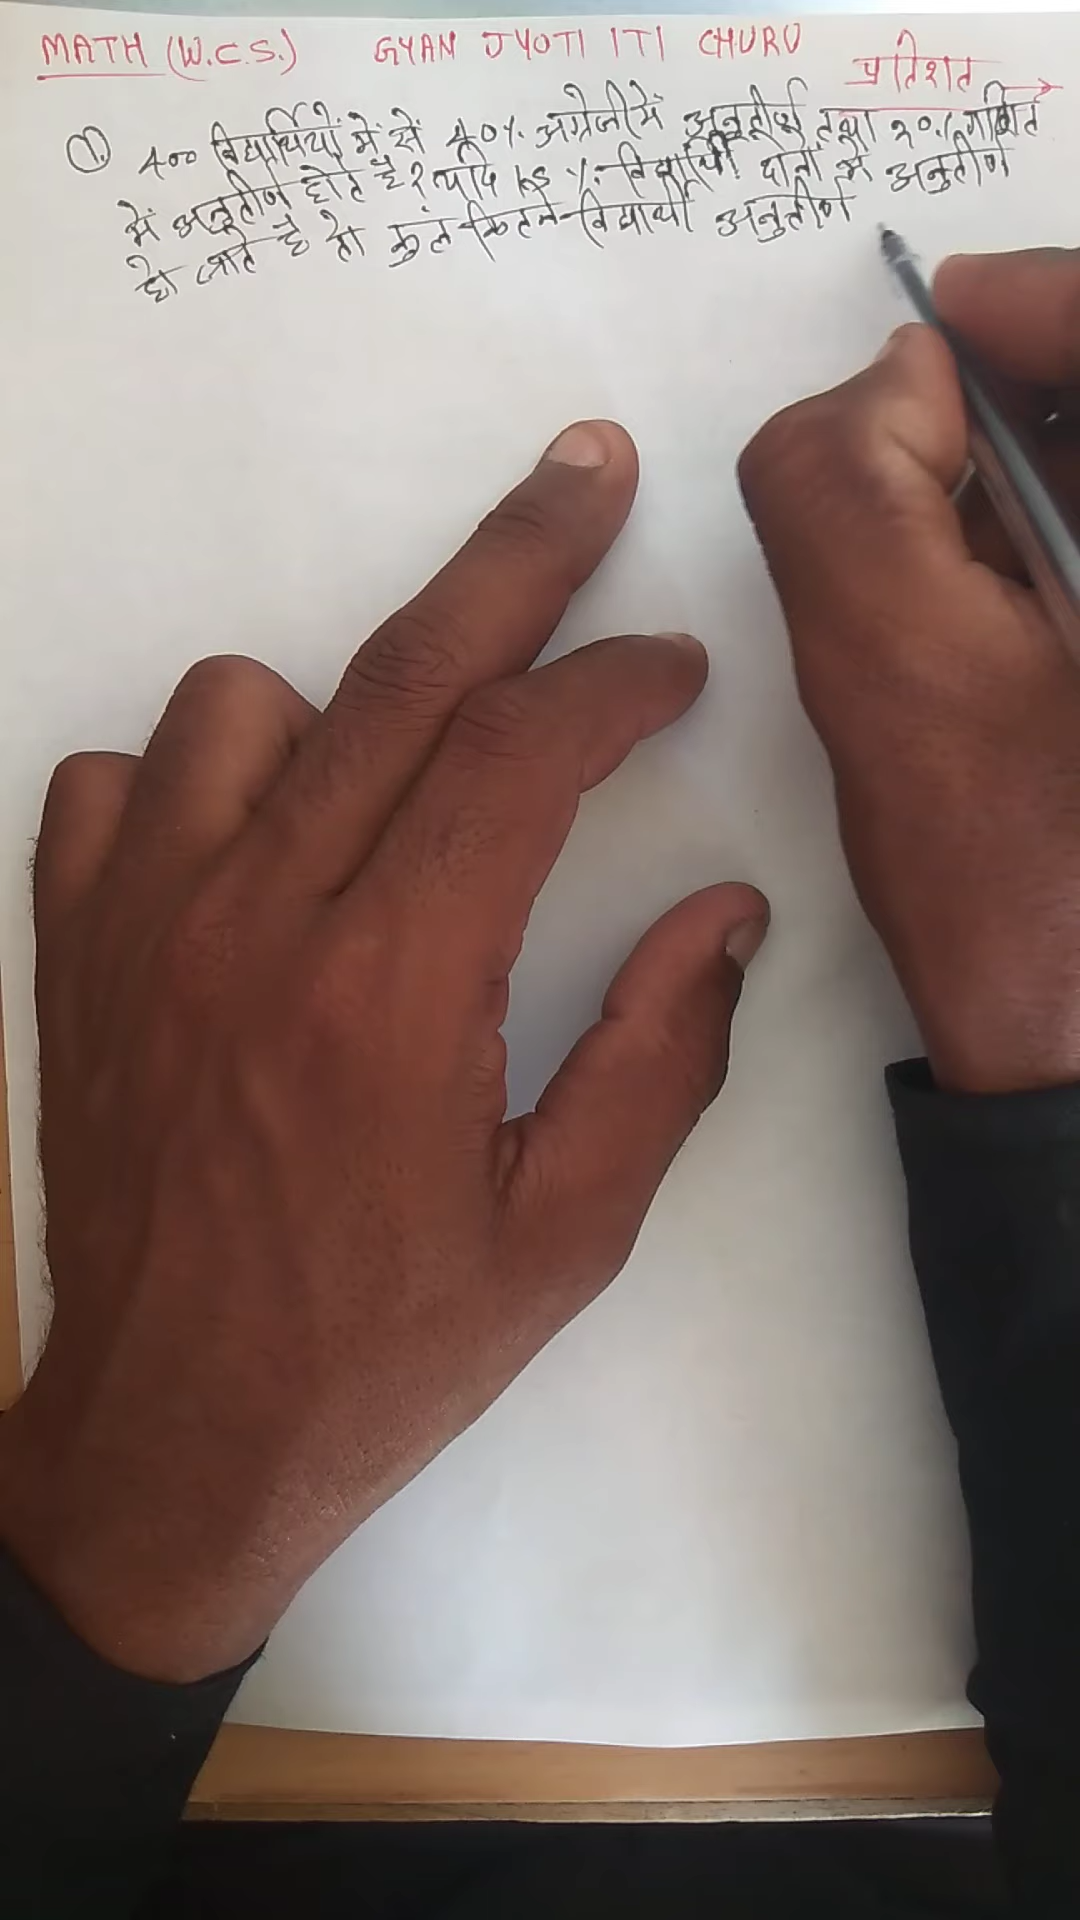 MATH (W.C.S.) GYAN JYOTI ITI CHURU
प्रतिशत
①. 400 विद्यार्थियों में से 40% अंग्रेजी में अनुतीर्ण तथा 20% गणित
में अनुतीर्ण होते है? यदि 15 % विद्यार्थी दोनों में अनुतीर्ण
हो जाते है तो कुल कितने विद्यार्थी अनुतीर्ण